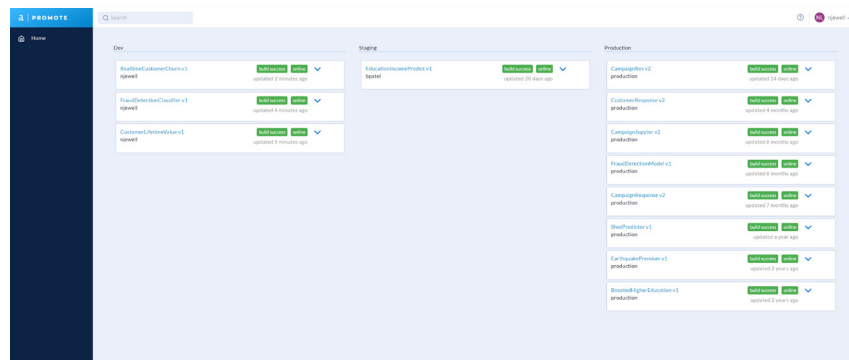 a | PROMOTE
Search
NL njewell
Home
Dev
RealtimeCustomerChurn v1
build success online
njewell
updated 2 minutes ago
FraudDetectionClassifier v1
build success online
njewell
updated 4 minutes ago
CustomerLifetimeValue v1
build success online
njewell
updated 5 minutes ago
Staging
EducationIncomePredict v1
build success online
bpatel
updated 20 days ago
Production
CampaignRes v2
build success online
production
updated 14 days ago
CustomerResponse v2
build success online
production
updated 4 months ago
CampaignJupyter v2
build success online
production
updated 6 months ago
FraudDetectionModel v1
build success online
production
updated 6 months ago
CampaignResponse v2
build success online
production
updated 7 months ago
ShotPredictor v1
build success online
production
updated a year ago
EarthquakePremium v1
build success online
production
updated 2 years ago
BoostedHigherEducation v1
build success online
production
updated 2 years ago